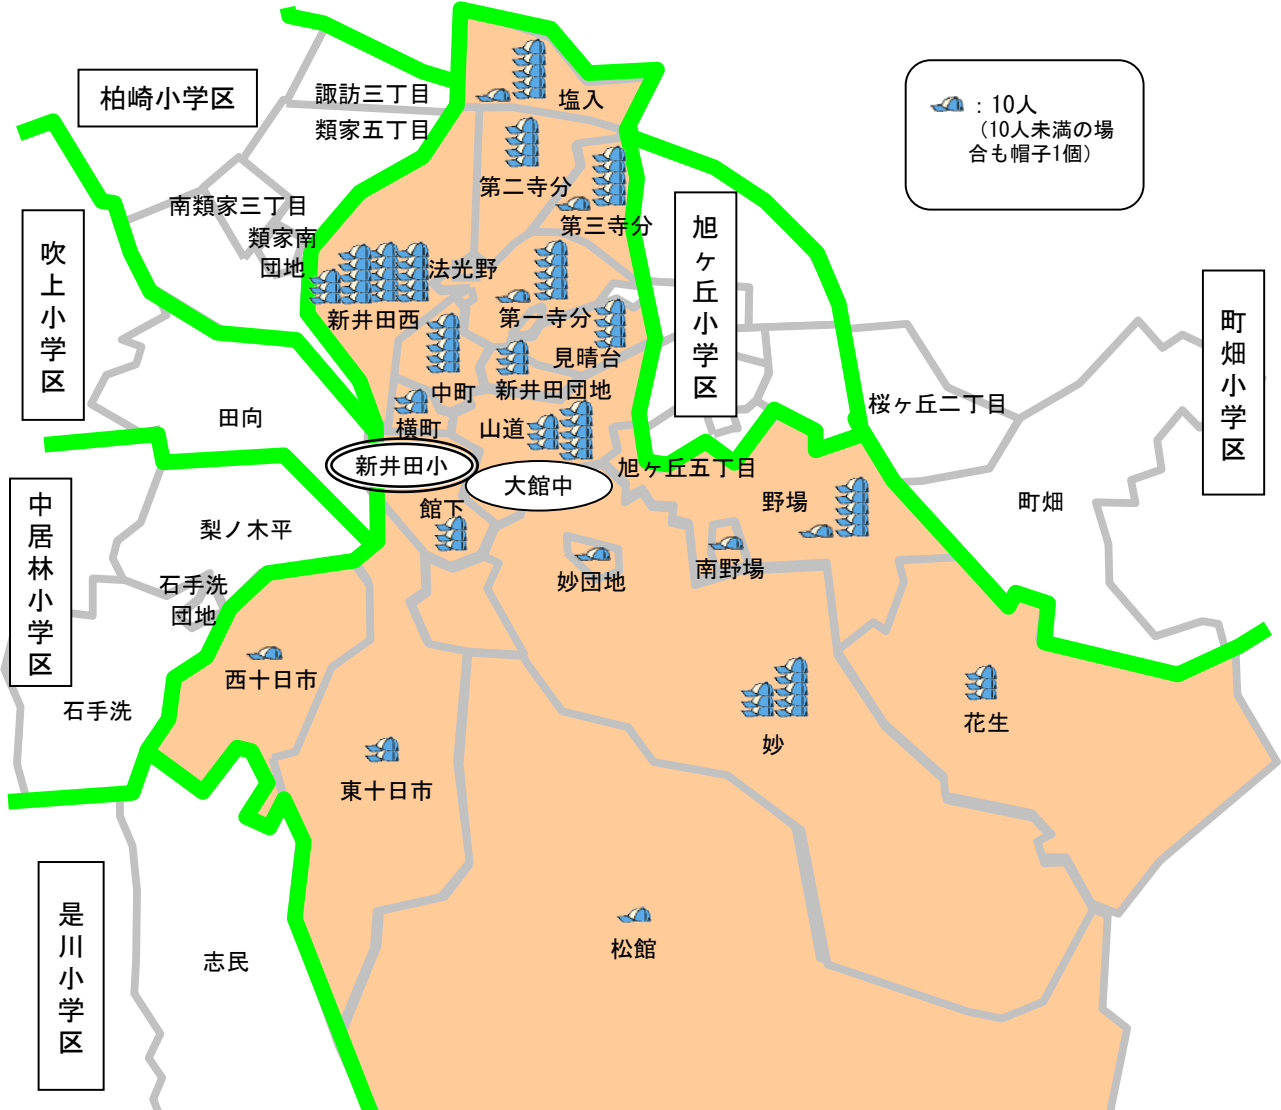 柏崎小学区
諏訪三丁目
類家五丁目
塩入
：10人
（10人未満の場
合も帽子1個）
第二寺分
南類家三丁目
第三寺分
吹上小学区
類家南
団地
法光野
旭ヶ丘小学区
新井田西
第一寺分
見晴台
町畑小学区
中町
新井田団地
田向
横町
山道
桜ヶ丘二丁目
新井田小
大館中
旭ヶ丘五丁目
中居林小学区
館下
野場
町畑
梨ノ木平
石手洗
団地
妙団地
南野場
西十日市
石手洗
妙
花生
東十日市
是川小学区
志民
松館